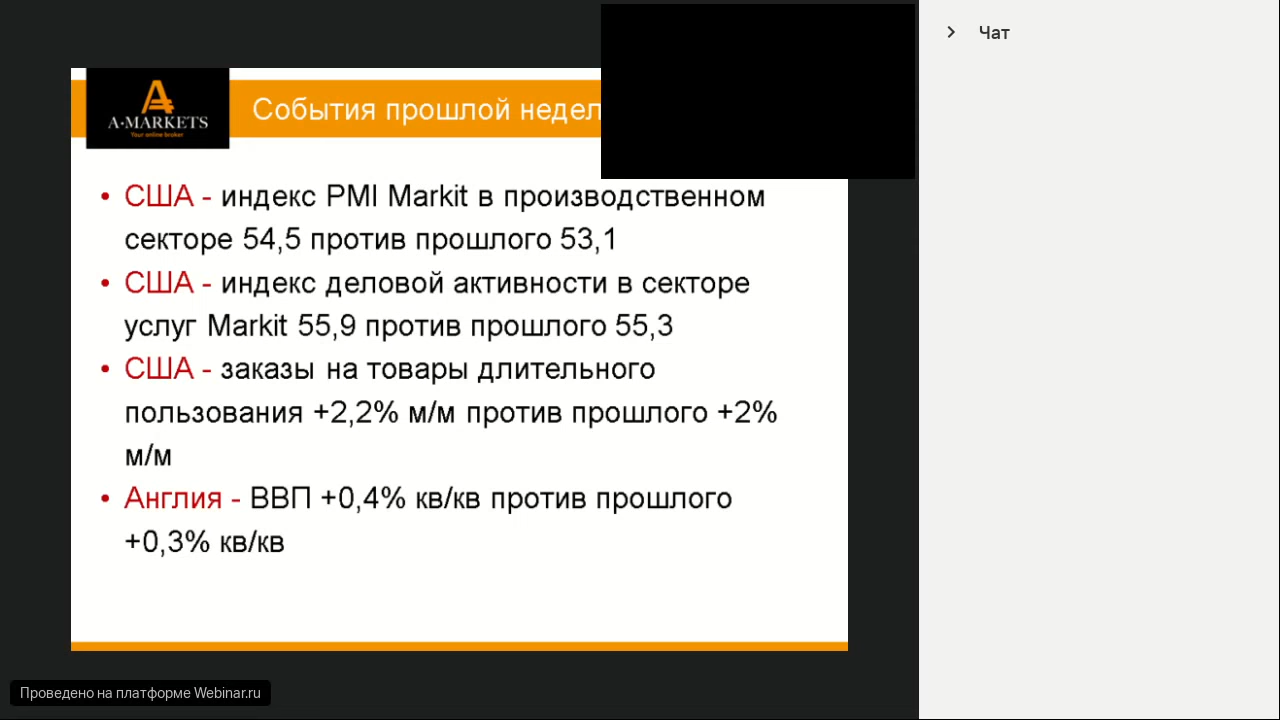 Чат
A-MARKETS
Your online broker
События прошлой
• США - индекс PMI Markit в производственном
секторе 54,5 против прошлого 53,1
• США - индекс деловой активности в секторе
услуг Markit 55,9 против прошлого 55,3
• США - заказы на товары длительного
пользования +2,2% м/м против прошлого +2%
м/м
• Англия - ВВП +0,4% кв/кв против прошлого
+0,3% кв/кв
Проведено на платформе Webinar.ru